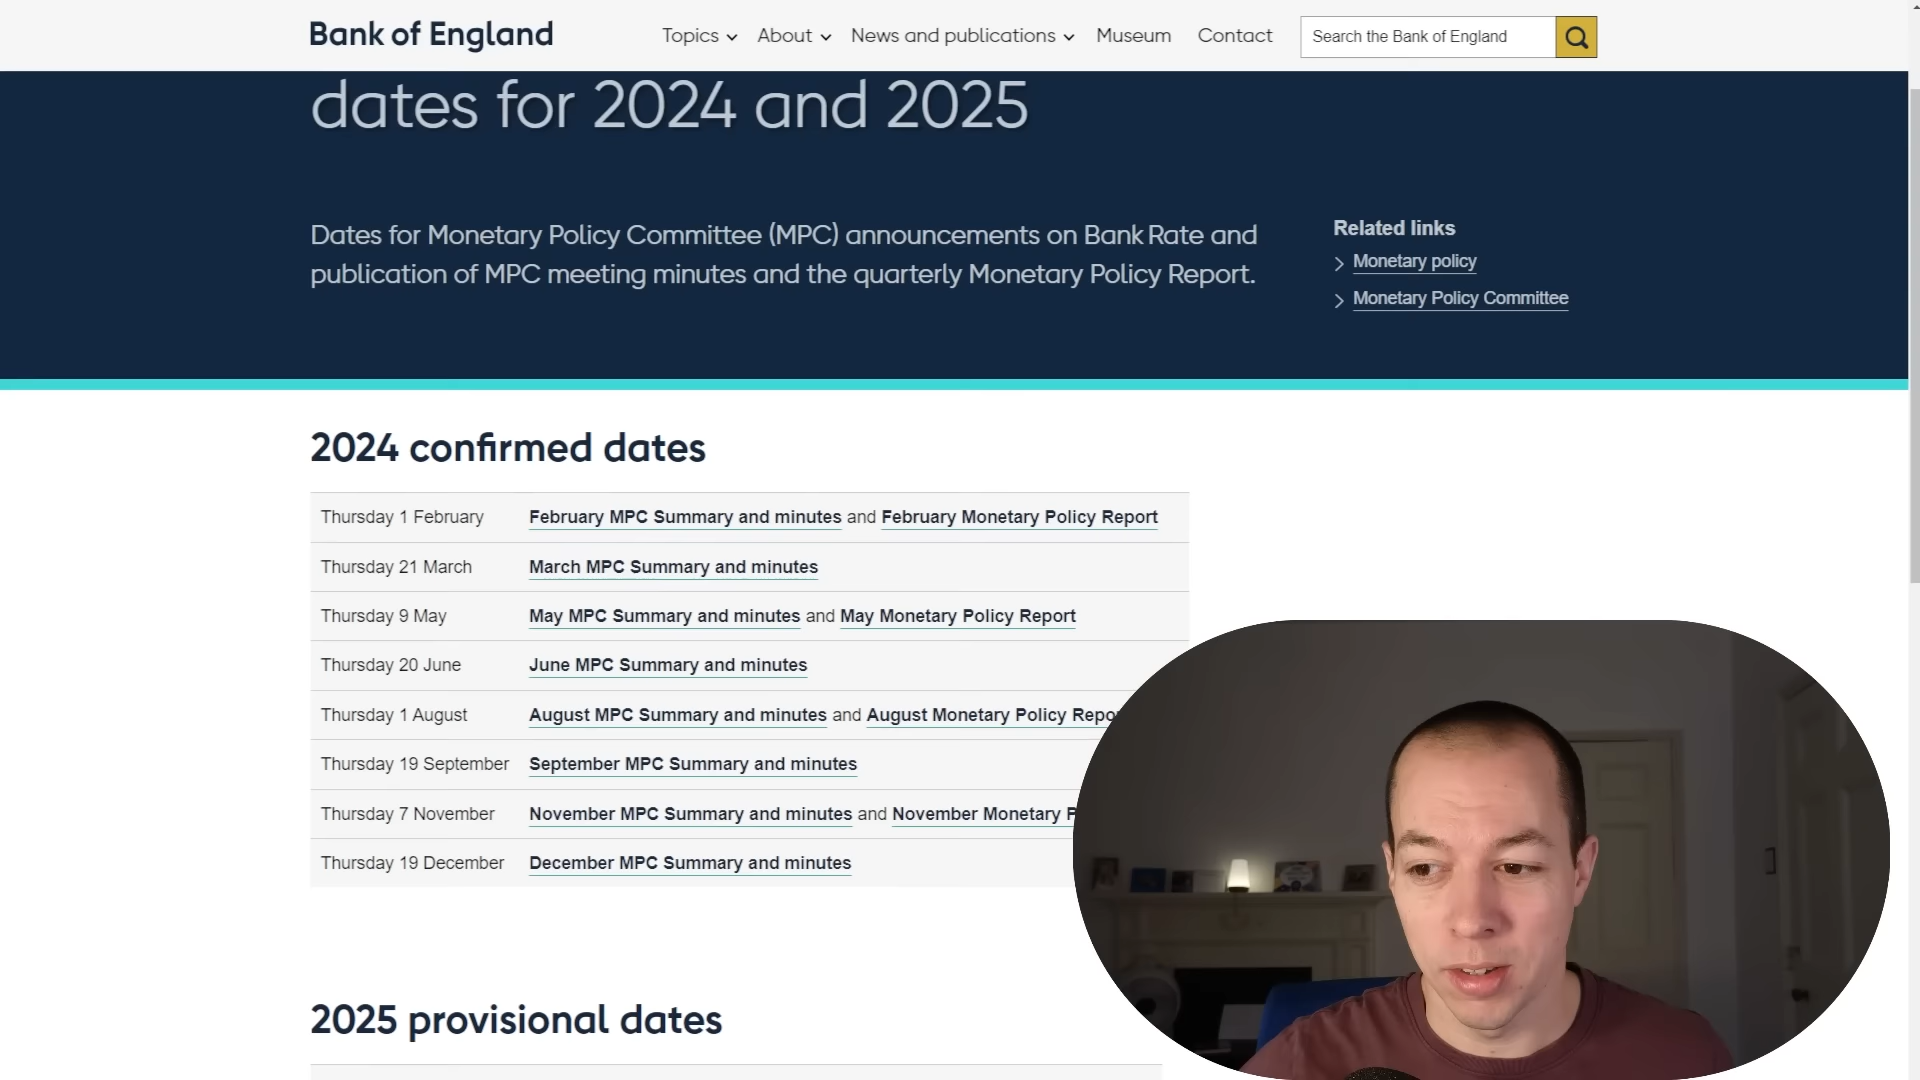 Bank of England
Topics
About
News and publications
Museum
Contact
Search the Bank of England
dates for 2024 and 2025
Dates for Monetary Policy Committee (MPC) announcements on Bank Rate and
publication of MPC meeting minutes and the quarterly Monetary Policy Report.
Related links
Monetary policy
Monetary Policy Committee
2024 confirmed dates
Thursday 1 February February MPC Summary and minutes and February Monetary Policy Report
Thursday 21 March March MPC Summary and minutes
Thursday 9 May May MPC Summary and minutes and May Monetary Policy Report
Thursday 20 June June MPC Summary and minutes
Thursday 1 August August MPC Summary and minutes and August Monetary Policy
Thursday 19 September September MPC Summary and minutes
Thursday 7 November November MPC Summary and minutes and November Monetary
Thursday 19 December December MPC Summary and minutes
2025 provisional dates